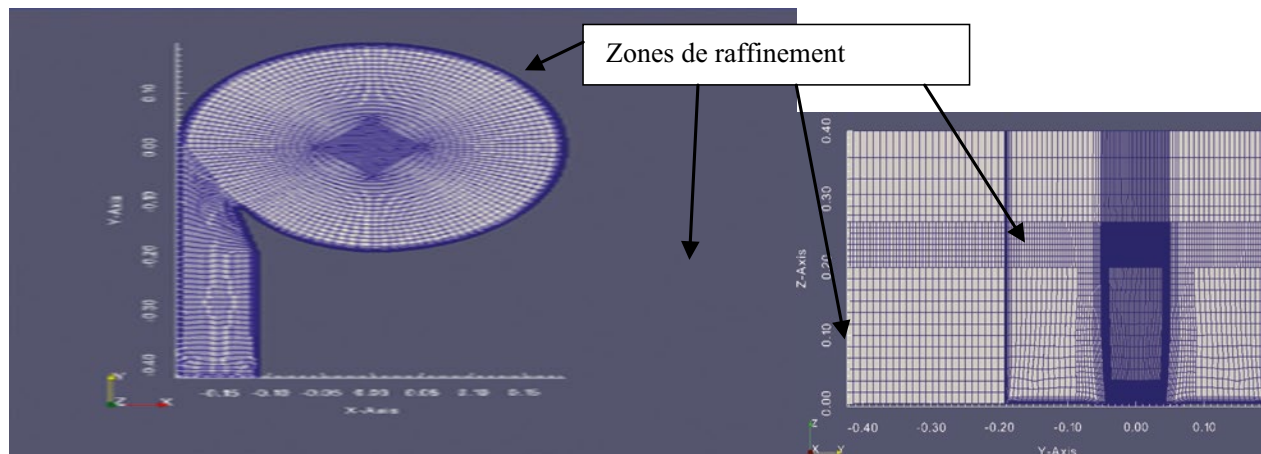 Zones de raffinement
0.10
0.00
-0.10
-0.20
-0.30
-0.40
Y-Axis
-0.15 -0.10 -0.05 0.00 0.05 0.10 0.15
X-Axis
Y
Z X
0.40
0.30
0.20
0.10
0.00
Z-Axis
-0.40 -0.30 -0.20 -0.10 0.00 0.10
Y-Axis
Z
X Y